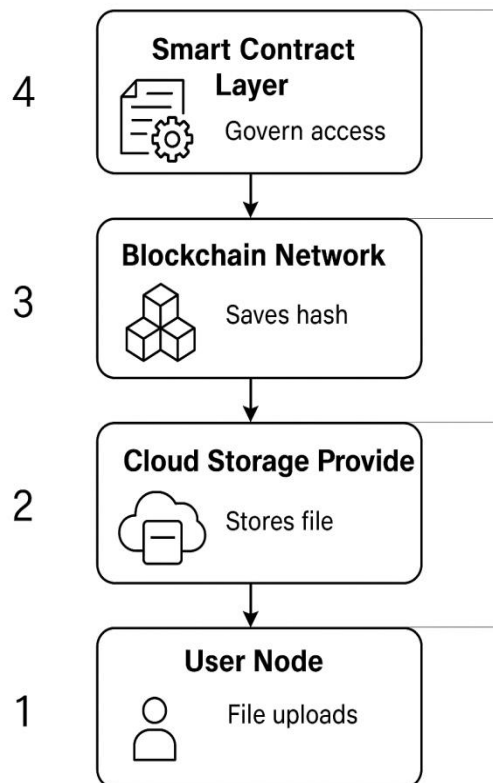 Smart Contract
Layer
4
Govern access
Blockchain Network
3
Saves hash
Cloud Storage Provide
2
Stores file
User Node
1
File uploads